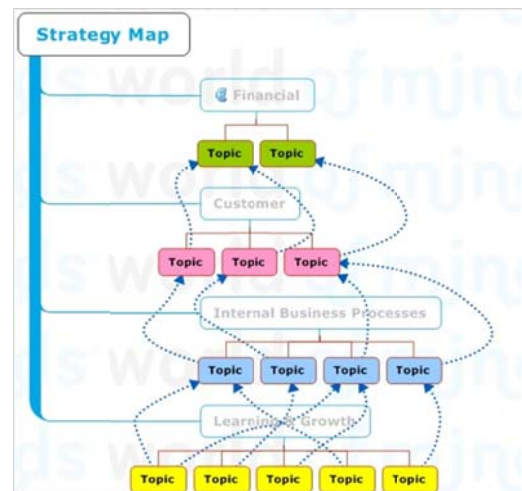 Strategy Map
Financial
Topic Topic
Customer
Topic Topic Topic
Internal Business Processes
Topic Topic Topic Topic
Learning & Growth
Topic Topic Topic Topic Topic